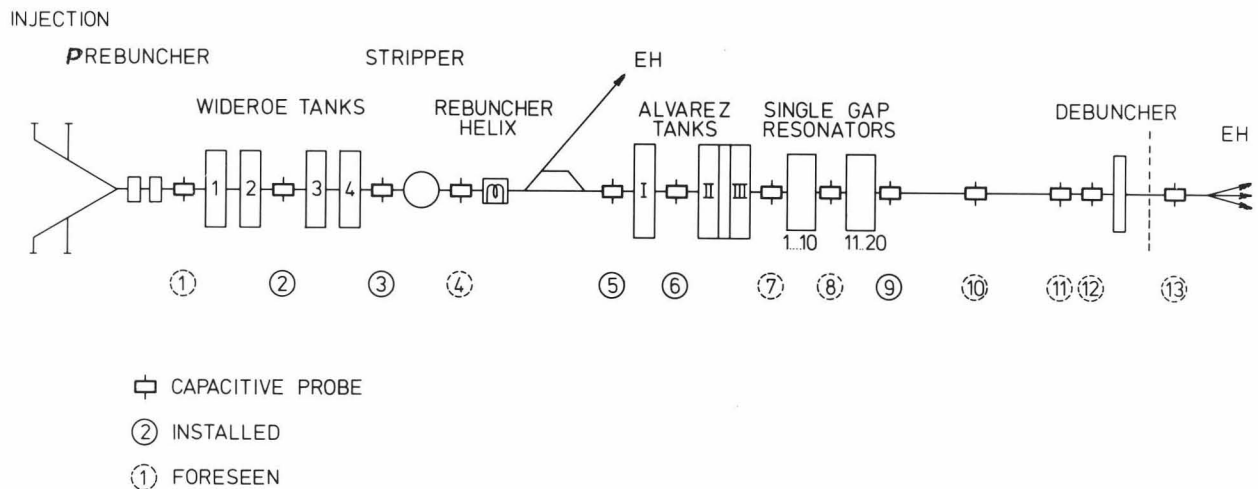 INJECTION
PREBUNCHER
STRIPPER
EH
WIDEROE TANKS
REBUNCHER
HELIX
ALVAREZ
TANKS
SINGLE GAP
RESONATORS
DEBUNCHER
EH
1 2 3 4 I II III
1...10 11..20
1 2 3 4 5 6 7 8 9 10 11 12 13
CAPACITIVE PROBE
2 INSTALLED
1 FORESEEN